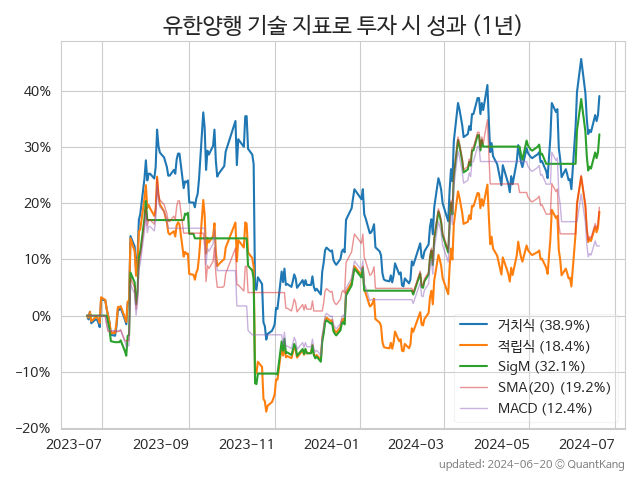 유한양행 기술 지표로 투자 시 성과 (1년)
40%
30%
20%
10%
0%
−10%
−20%
거치식 (38.9%)
적립식 (18.4%)
SigM (32.1%)
SMA(20) (19.2%)
MACD (12.4%)
2023-07 2023-09 2023-11 2024-01 2024-03 2024-05 2024-07
updated: 2024-06-20 © QuantKang